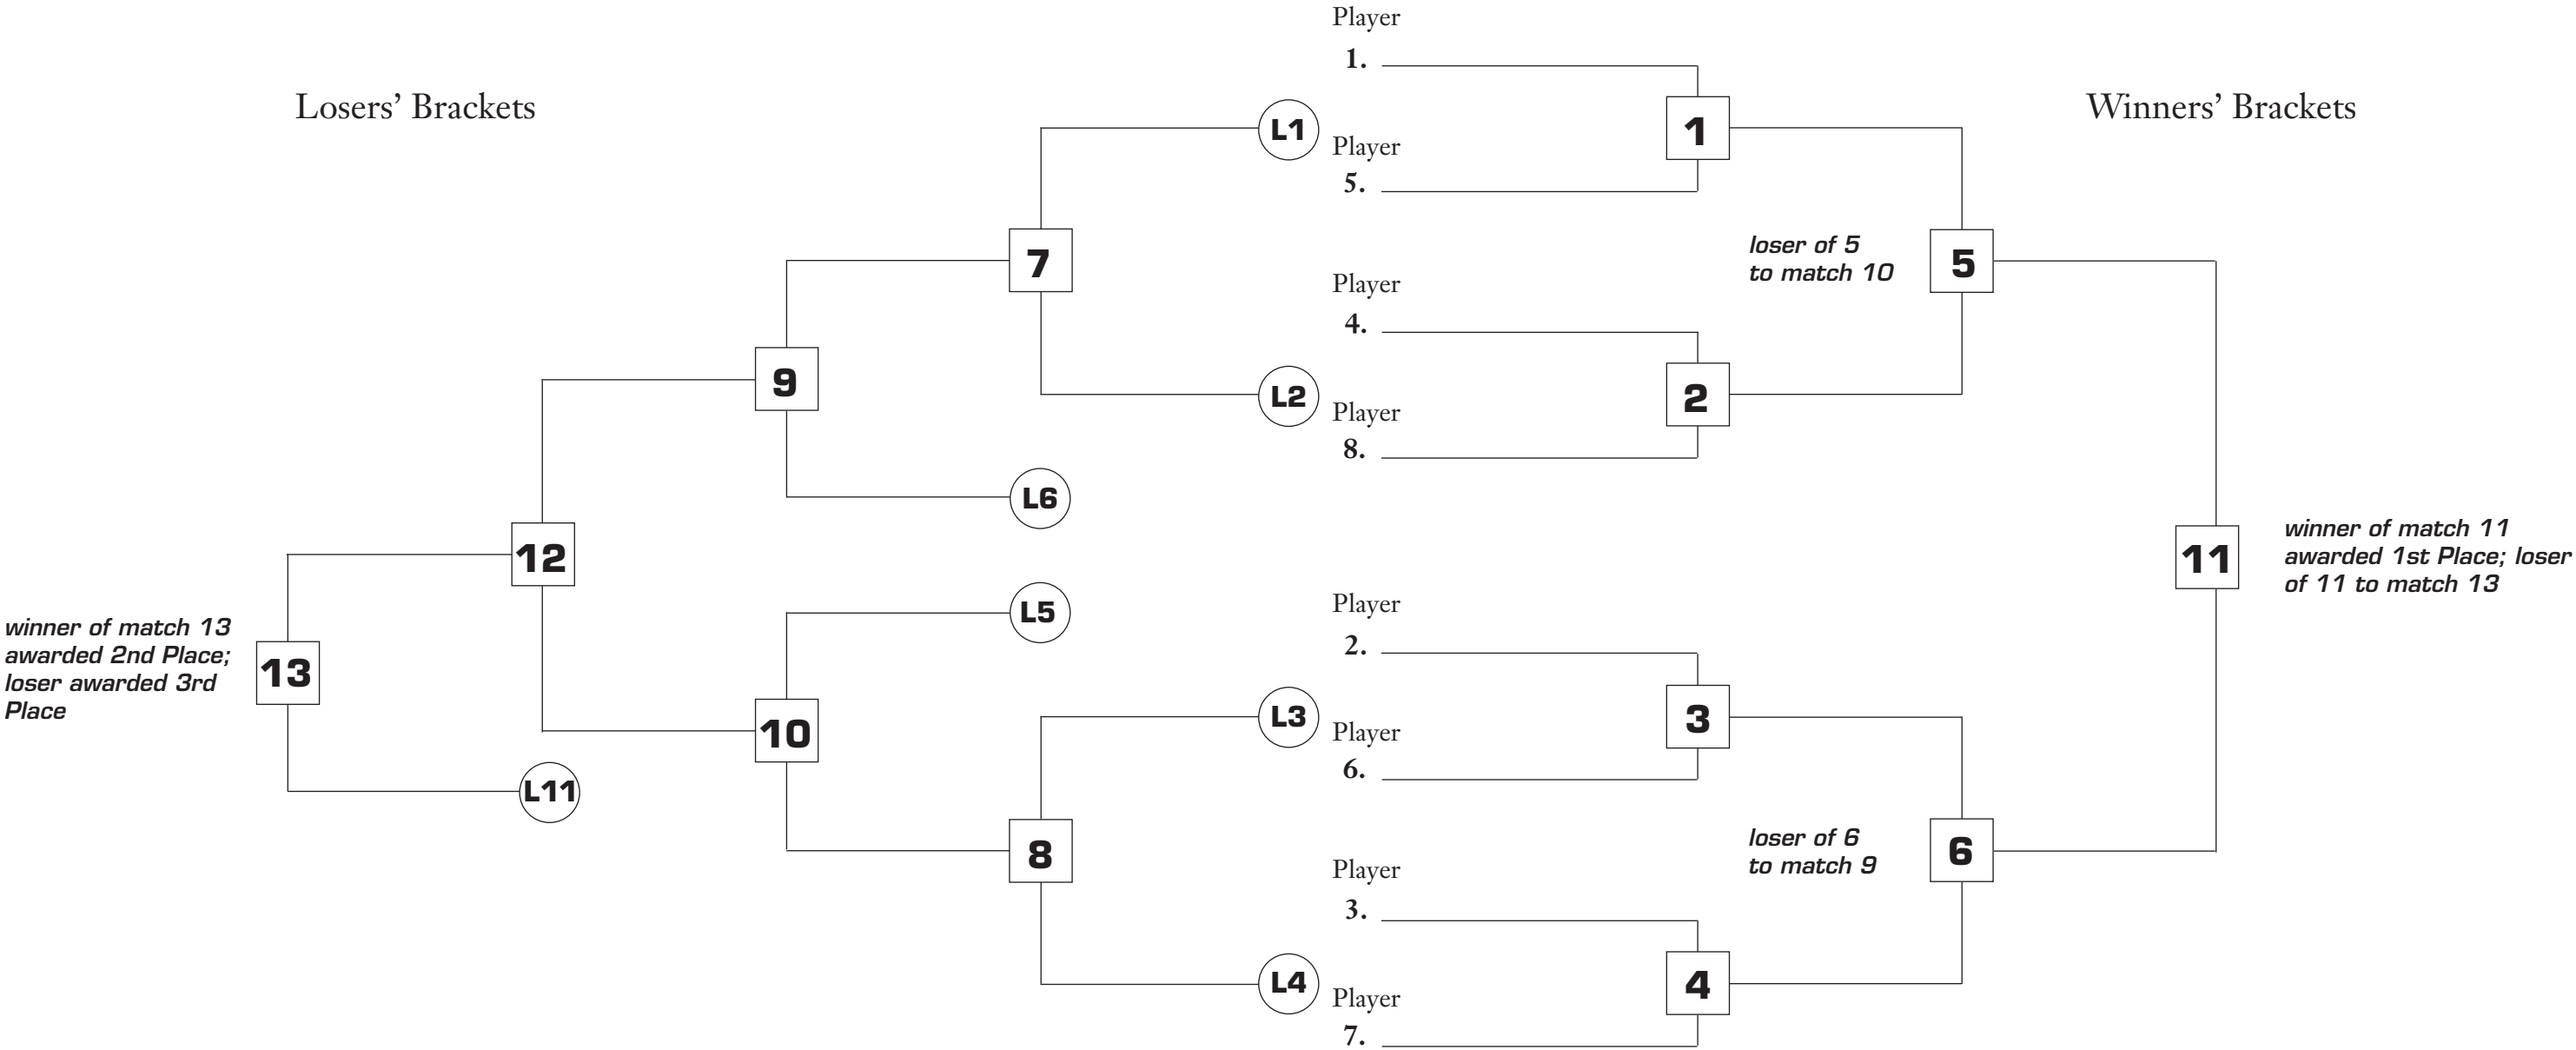 Losers’ Brackets
Winners’ Brackets
Player
1.
Player
5.
Player
4.
Player
8.
Player
2.
Player
6.
Player
3.
Player
7.
1
2
3
4
loser of 5
to match 10
5
loser of 6
to match 9
6
11
winner of match 11
awarded 1st Place; loser
of 11 to match 13
L1
L2
L3
L4
7
8
L6
L5
9
10
12
L11
13
winner of match 13
awarded 2nd Place;
loser awarded 3rd
Place